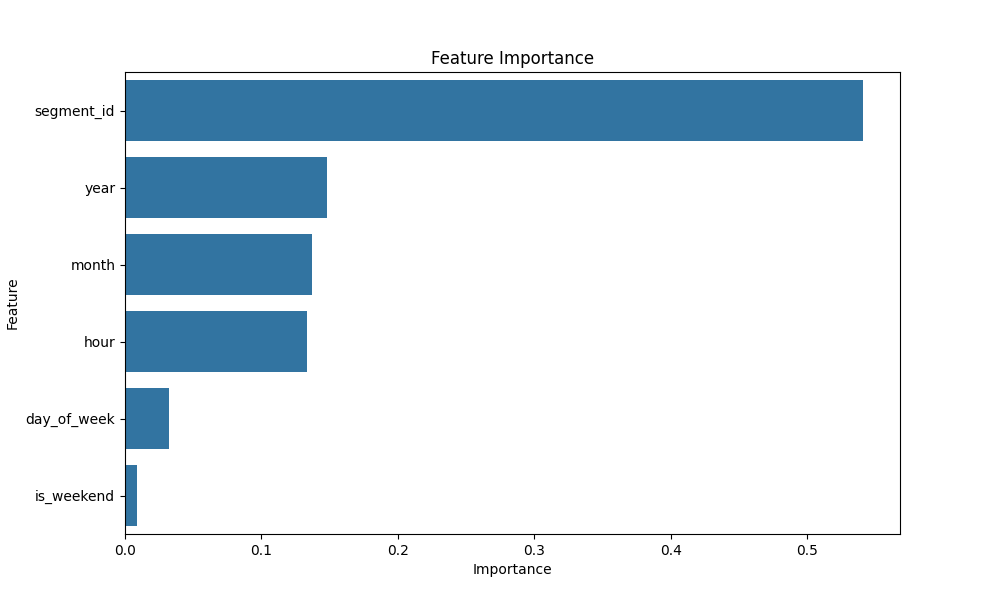 Feature Importance
segment_id
year
month
hour
day_of_week
is_weekend
Feature
0.0 0.1 0.2 0.3 0.4 0.5
Importance